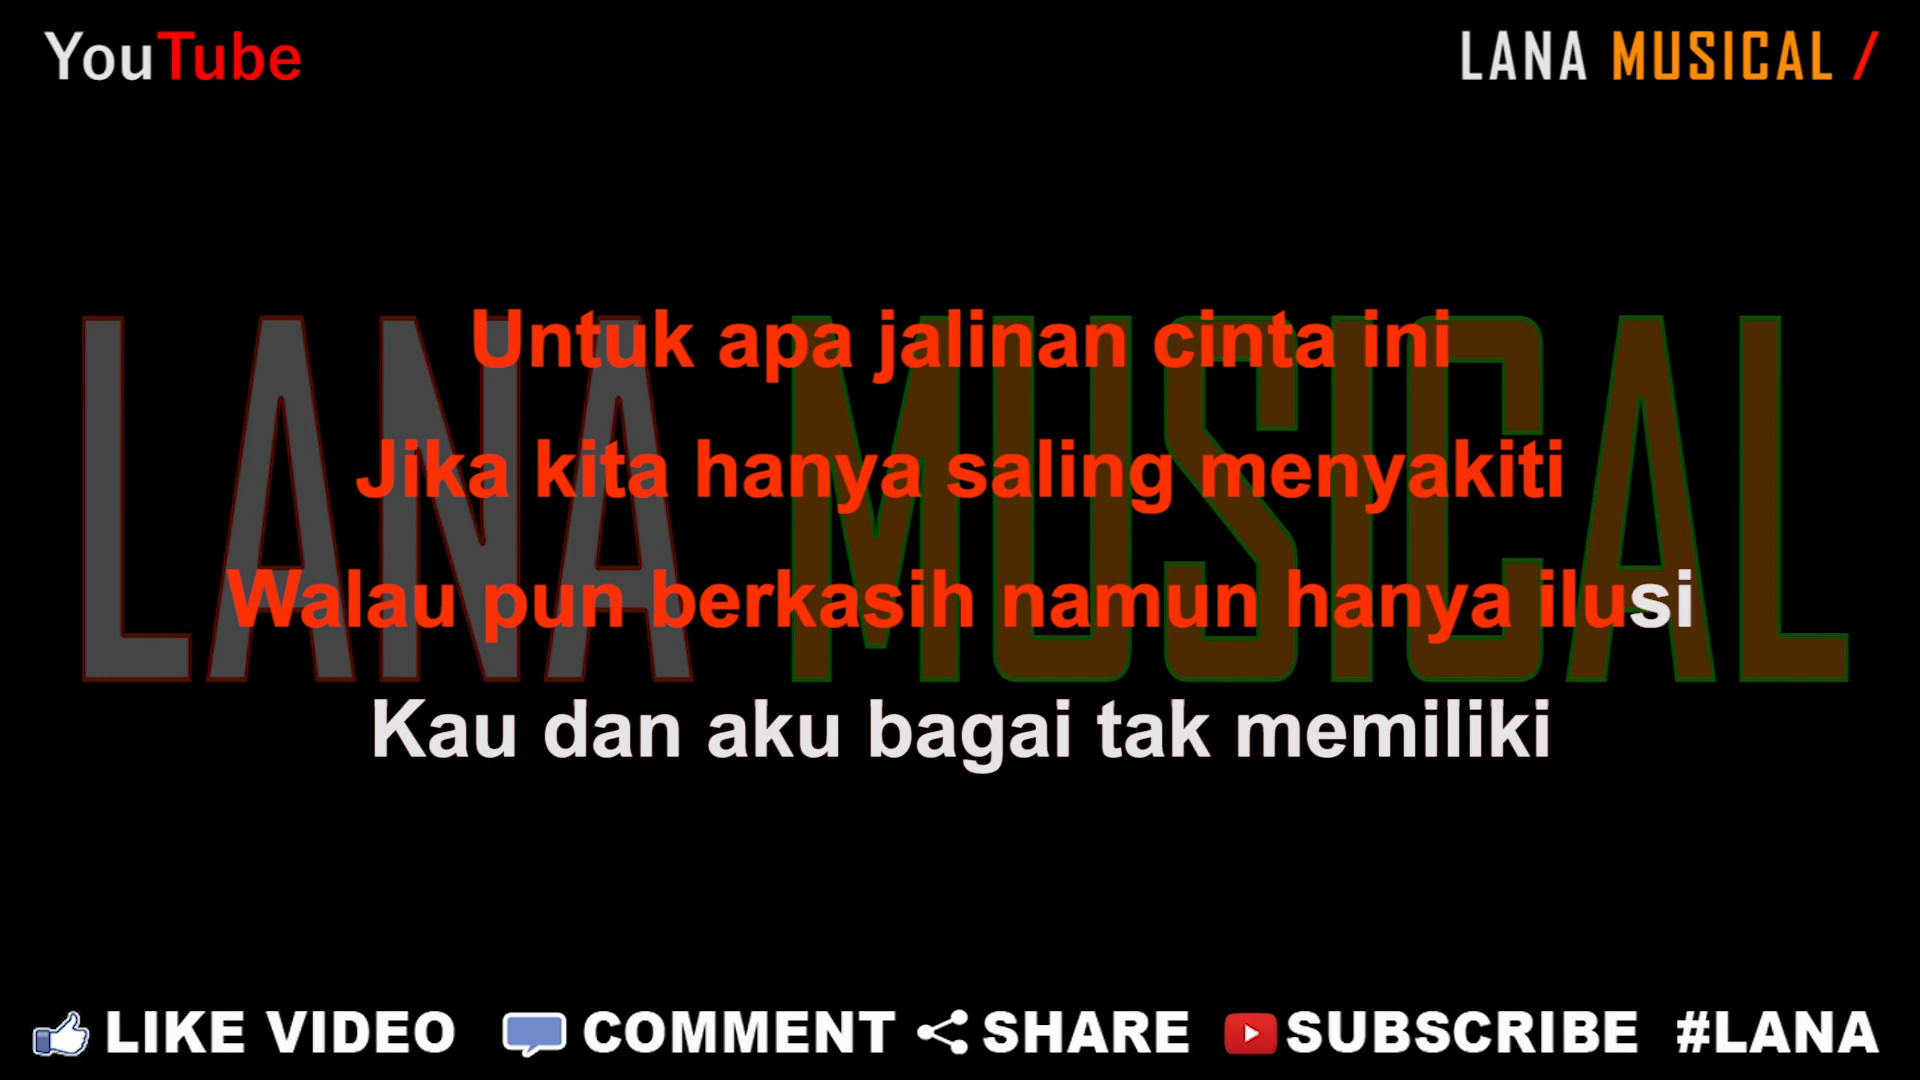 YouTube
LANA MUSICAL /
LANA MUSICAL
Untuk apa jalinan cinta ini
Jika kita hanya saling menyakiti
Walau pun berkasih namun hanya ilusi
Kau dan aku bagai tak memiliki
LIKE VIDEO COMMENT SHARE SUBSCRIBE #LANA